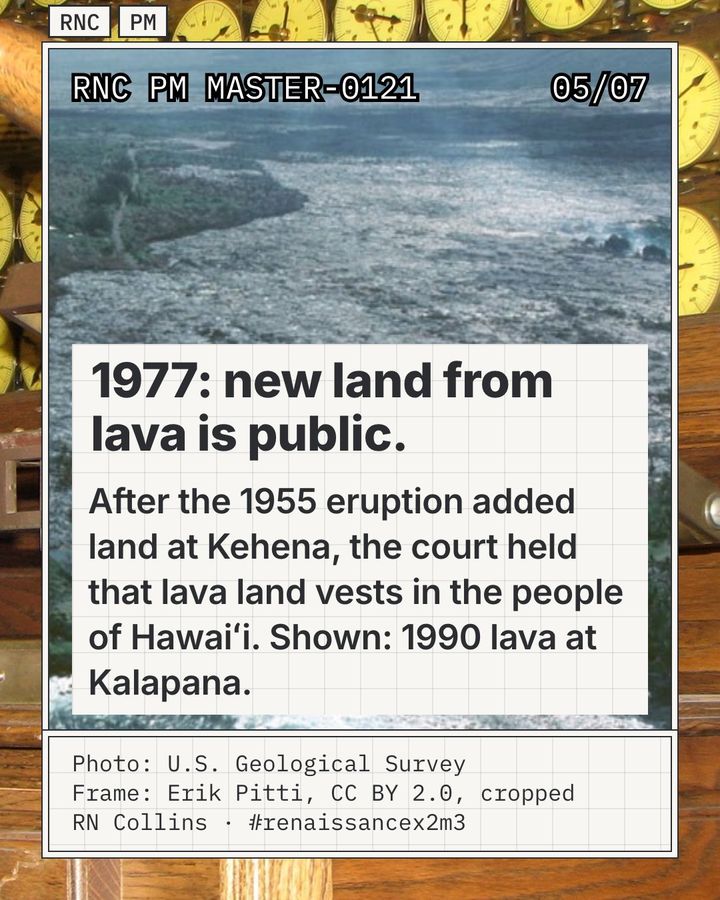 RNC PM
RNC PM MASTER-0121 05/07
1977: new land from
lava is public.
After the 1955 eruption added
land at Kehena, the court held
that lava land vests in the people
of Hawaiʻi. Shown: 1990 lava at
Kalapana.
Photo: U.S. Geological Survey
Frame: Erik Pitti, CC BY 2.0, cropped
RN Collins · #renaissancex2m3